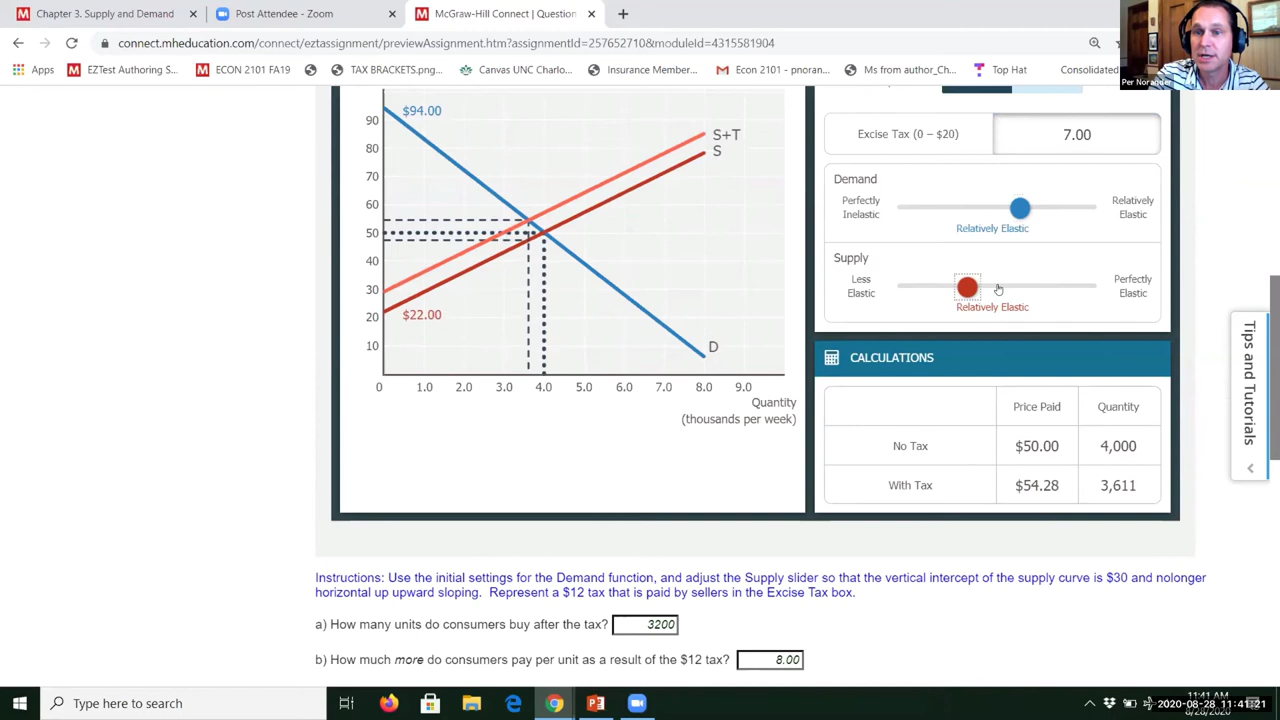 Chapter 3. Supply and Demand
Post Attendee - Zoom
McGraw-Hill Connect | Question
connect.mheducation.com/connect/eztassignment/previewAssignment.htm?assignmentId=257652710&moduleId=4315581904
Apps
EZTest Authoring S...
ECON 2101 FA19
TAX BRACKETS.png...
Canvas UNC Charlo...
Insurance Member...
Econ 2101 - pnoran...
Ms from author_Ch...
Top Hat
Consolidated
Per Norander
$94.00
90
80
70
60
50
40
30
20
10
$22.00
S+T
S
D
0 1.0 2.0 3.0 4.0 5.0 6.0 7.0 8.0 9.0
Quantity
(thousands per week)
Excise Tax (0 – $20) 7.00
Demand
Perfectly
Inelastic
Relatively
Elastic
Relatively Elastic
Supply
Less
Elastic
Perfectly
Elastic
Relatively Elastic
CALCULATIONS
Price Paid Quantity
No Tax $50.00 4,000
With Tax $54.28 3,611
Tips and Tutorials
Instructions: Use the initial settings for the Demand function, and adjust the Supply slider so that the vertical intercept of the supply curve is $30 and nolonger
horizontal up upward sloping. Represent a $12 tax that is paid by sellers in the Excise Tax box.
a) How many units do consumers buy after the tax? 3200
b) How much more do consumers pay per unit as a result of the $12 tax? 8.00
Type here to search
11:41 AM
2020-08-28 11:41:21